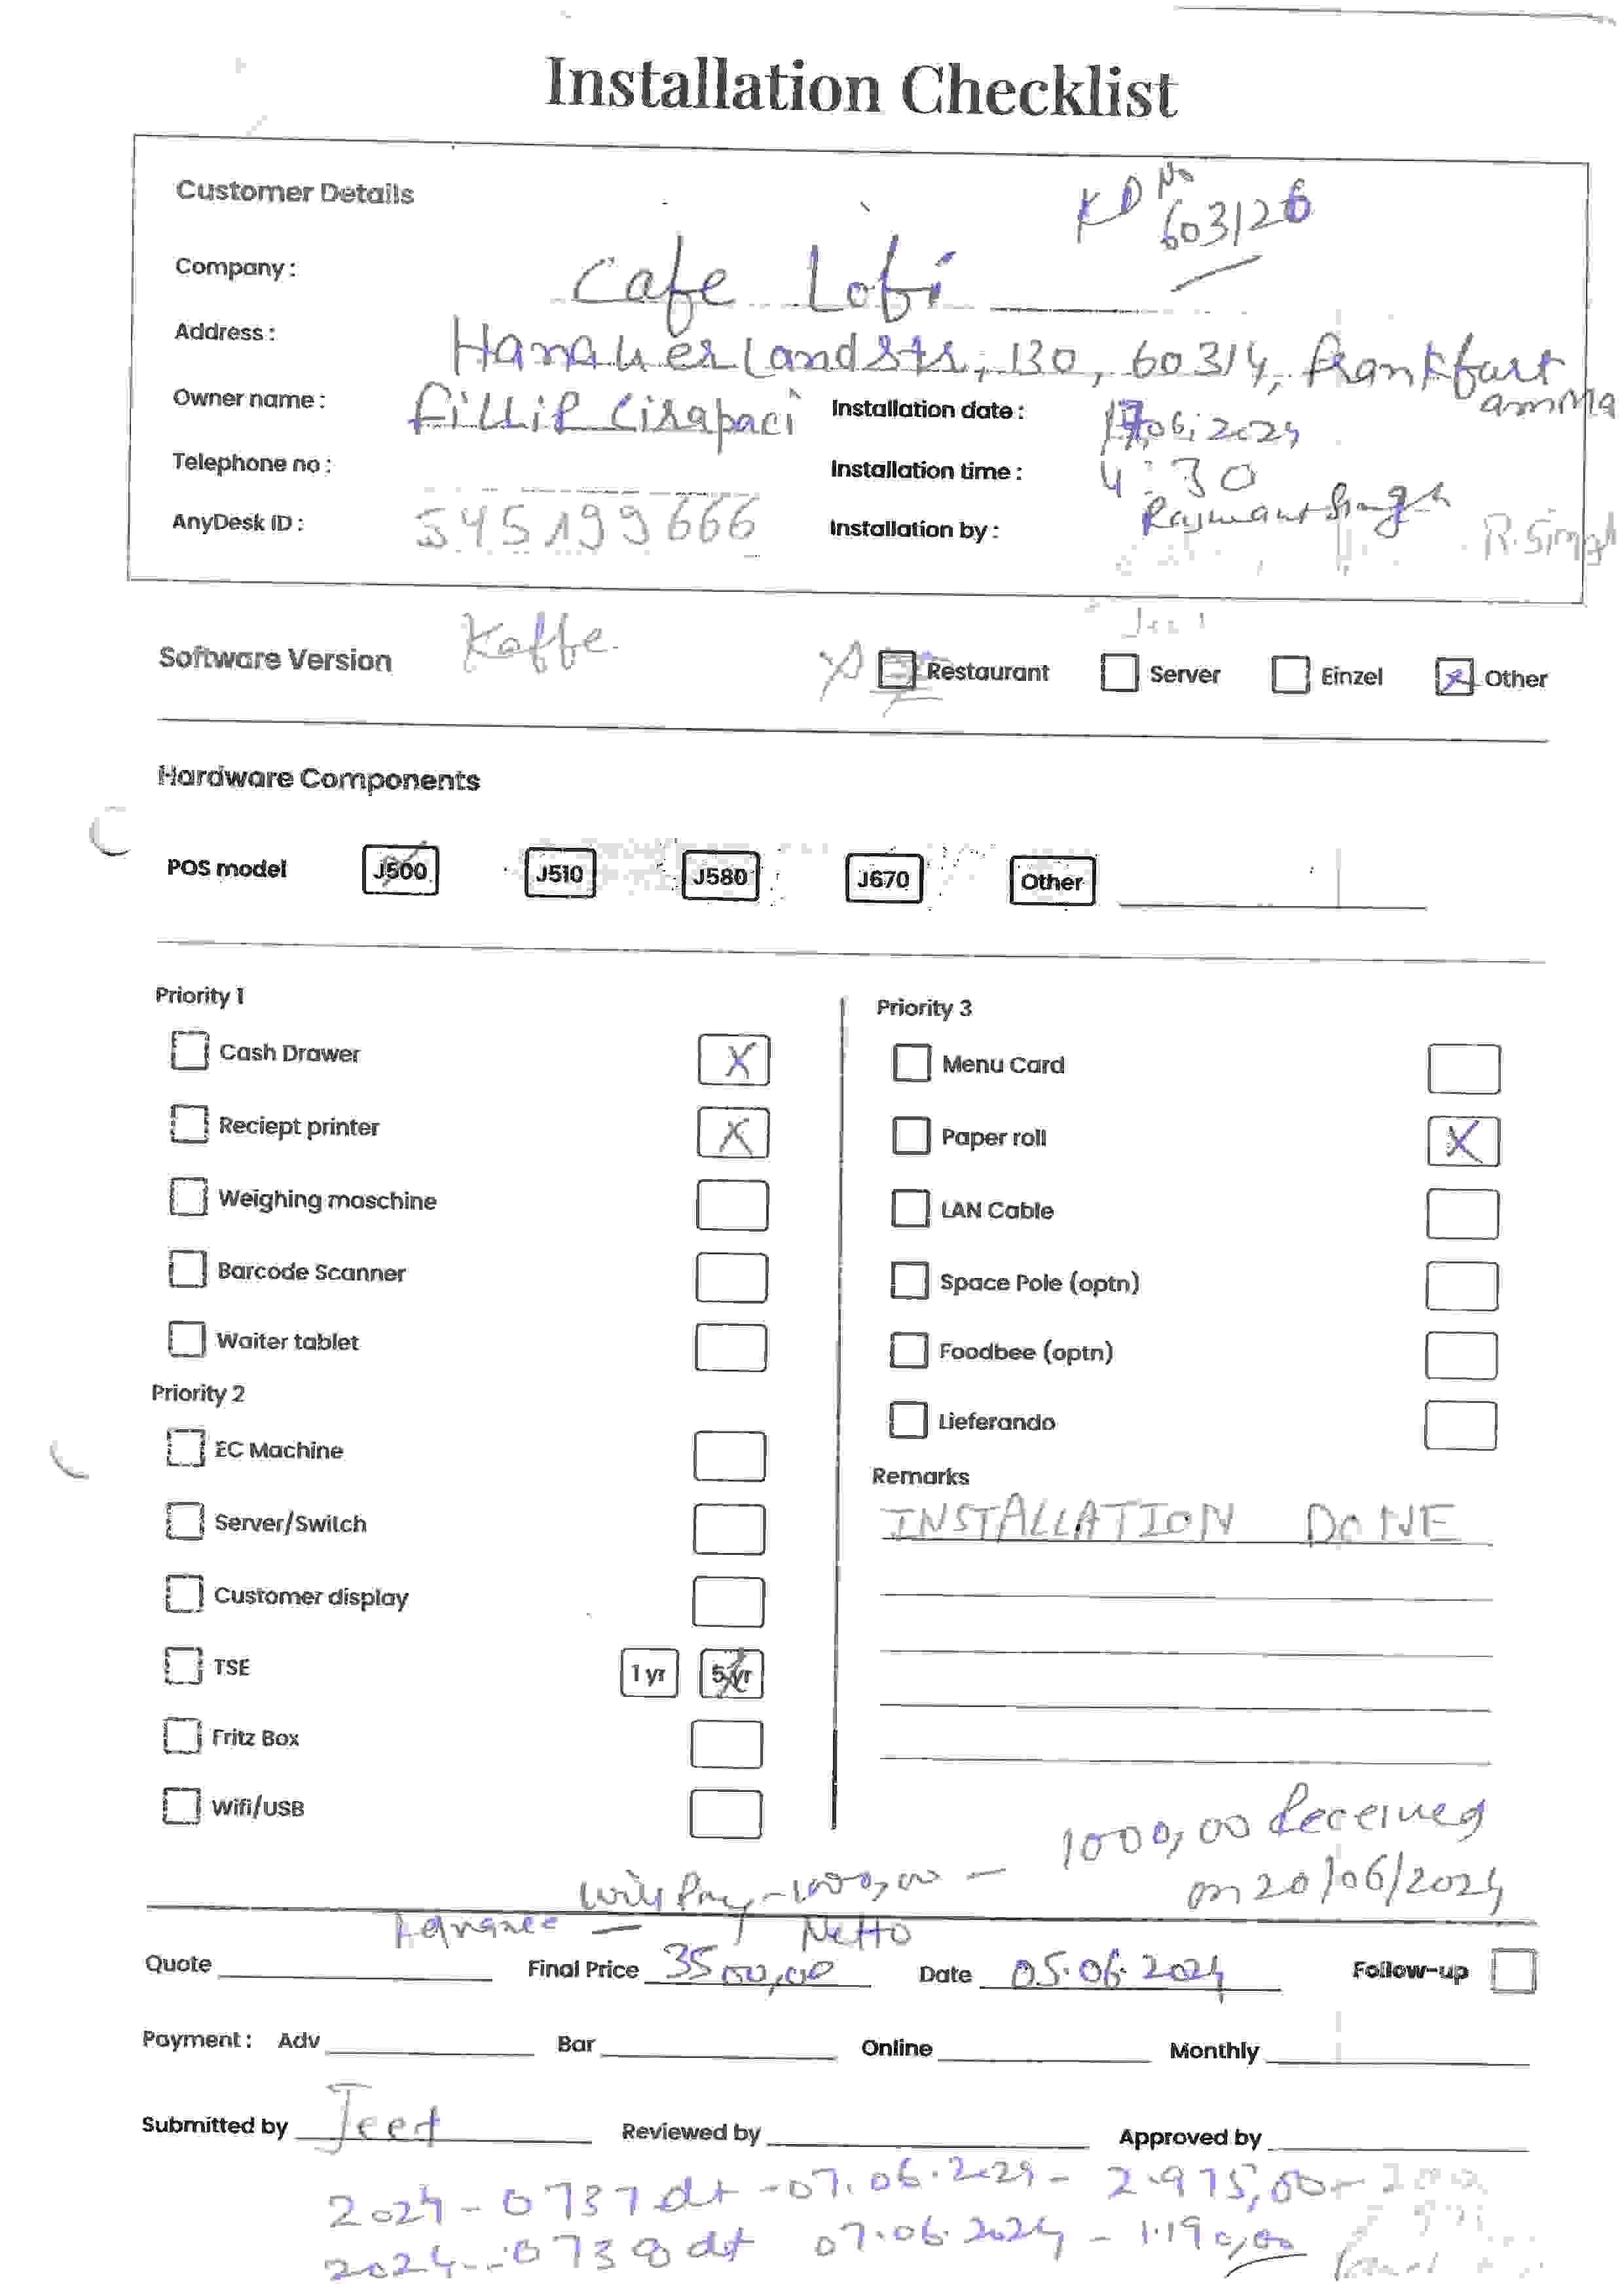 Installation Checklist
Customer Details
KD No
603126
Company: Cafe Lofi
Address: Hanauer Landstr, 130, 60314, Frankfurt
am Ma
Owner name: Fillip Cirapaci Installation date: 17.06.2024
Telephone no: Installation time: 4:30
AnyDesk ID: 545199666 Installation by: Rajwant Singh R. Singh
Software Version Kaffe Restaurant Server Einzel Other
Hardware Components
POS model J500 J510 J580 J670 Other
Priority 1
Cash Drawer X
Reciept printer X
Weighing maschine
Barcode Scanner
Waiter tablet
Priority 2
EC Machine
Server/Switch
Customer display
TSE 1 yr 5 yr
Fritz Box
Wifi/USB
Priority 3
Menu Card
Paper roll X
LAN Cable
Space Pole (optn)
Foodbee (optn)
Lieferando
Remarks
INSTALLATION DONE
1000,00 Received
on 20/06/2024
will Pay - 1000,00 -
Advance - Netto
Quote Final Price 3500,00 Date 05.06.2024 Follow-up
Payment: Adv Bar Online Monthly
Submitted by Jeet Reviewed by Approved by
2024-0737 dt - 07.06.2024 - 2.975,00
2024-0738 dt 07.06.2024 - 1.190,00